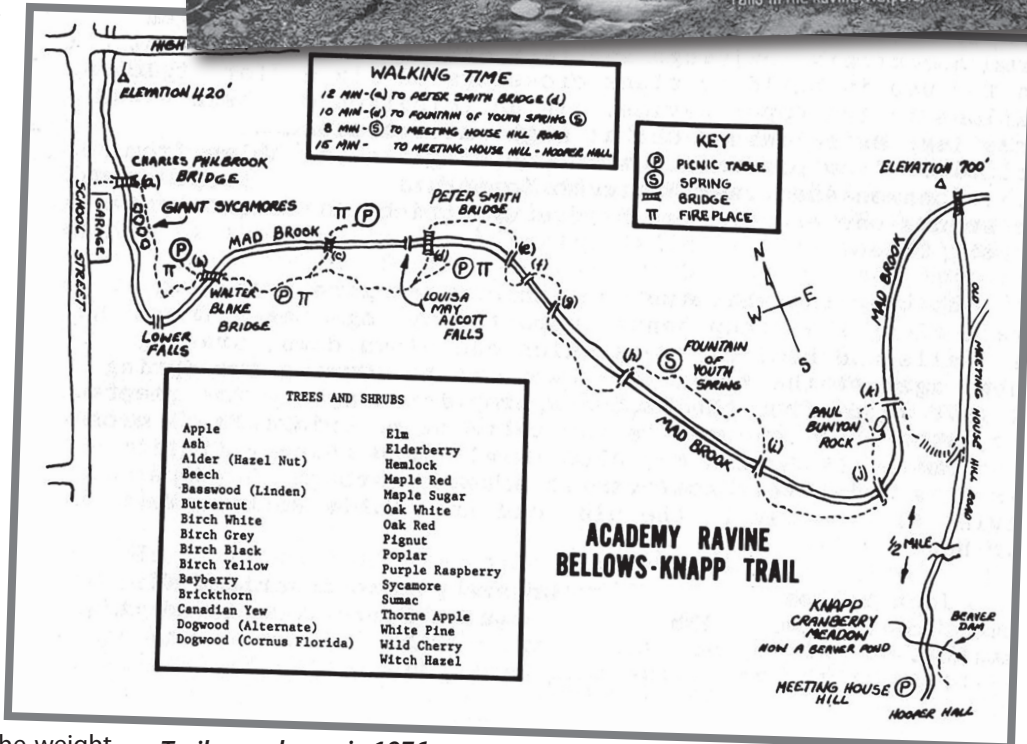 Falls in the Ravine, Walpole,
HIGH
ELEVATION 420'
WALKING TIME
12 MIN-(a) TO PETER SMITH BRIDGE (d)
10 MIN-(d) TO FOUNTAIN OF YOUTH SPRING Ⓢ
8 MIN-Ⓢ TO MEETING HOUSE HILL ROAD
15 MIN- TO MEETING HOUSE HILL - HOOPER HALL
KEY
Ⓟ PICNIC TABLE
Ⓢ SPRING
BRIDGE
FIREPLACE
ELEVATION 900'
CHARLES PHILBROOK
BRIDGE
(a)
GIANT SYCAMORES
SCHOOL STREET
GARAGE
Ⓟ
(b)
WALTER
BLAKE
BRIDGE
LOWER
FALLS
MAD BROOK
Ⓟ
(c)
Ⓟ
PETER SMITH
BRIDGE
(d)
Ⓟ
LOUISA
MAY
ALCOTT
FALLS
(e)
(f)
(g)
(h)
Ⓢ
FOUNTAIN
OF
YOUTH
SPRING
MAD BROOK
(i)
(j)
PAUL
BUNYON
ROCK
(k)
MAD BROOK
OLD MEETING HOUSE HILL ROAD
N
E
W
S
½ MILE
KNAPP
CRANBERRY
MEADOW
NOW A BEAVER POND
BEAVER
DAM
MEETING HOUSE Ⓟ
HILL
HOOPER HALL
ACADEMY RAVINE
BELLOWS-KNAPP TRAIL
TREES AND SHRUBS
Apple
Ash
Alder (Hazel Nut)
Beech
Basswood (Linden)
Butternut
Birch White
Birch Grey
Birch Black
Birch Yellow
Bayberry
Brickthorn
Canadian Yew
Dogwood (Alternate)
Dogwood (Cornus Florida)
Elm
Elderberry
Hemlock
Maple Red
Maple Sugar
Oak White
Oak Red
Pignut
Poplar
Purple Raspberry
Sycamore
Sumac
Thorne Apple
White Pine
Wild Cherry
Witch Hazel
he weight